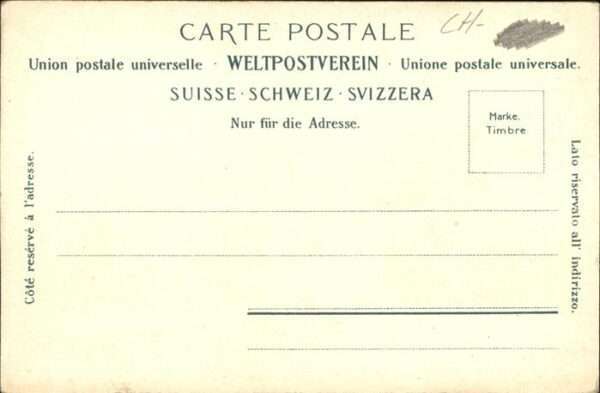 CARTE POSTALE
CH-
Union postale universelle · WELTPOSTVEREIN · Unione postale universale.
SUISSE · SCHWEIZ · SVIZZERA
Nur für die Adresse.
Marke.
Timbre
Côté resérvé à l'adresse.
Lato riservato all' indirizzo.